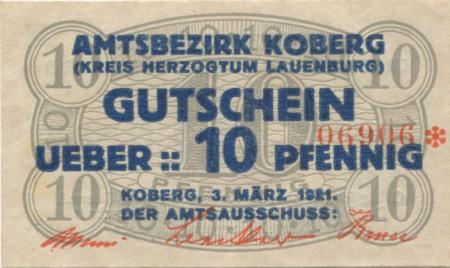 AMTSBEZIRK KOBERG
(KREIS HERZOGTUM LAUENBURG)
10 10
GUTSCHEIN
10
06906*
UEBER :: 10 PFENNIG
KOBERG, 3. MÄRZ 1921.
DER AMTSAUSSCHUSS:
10 10